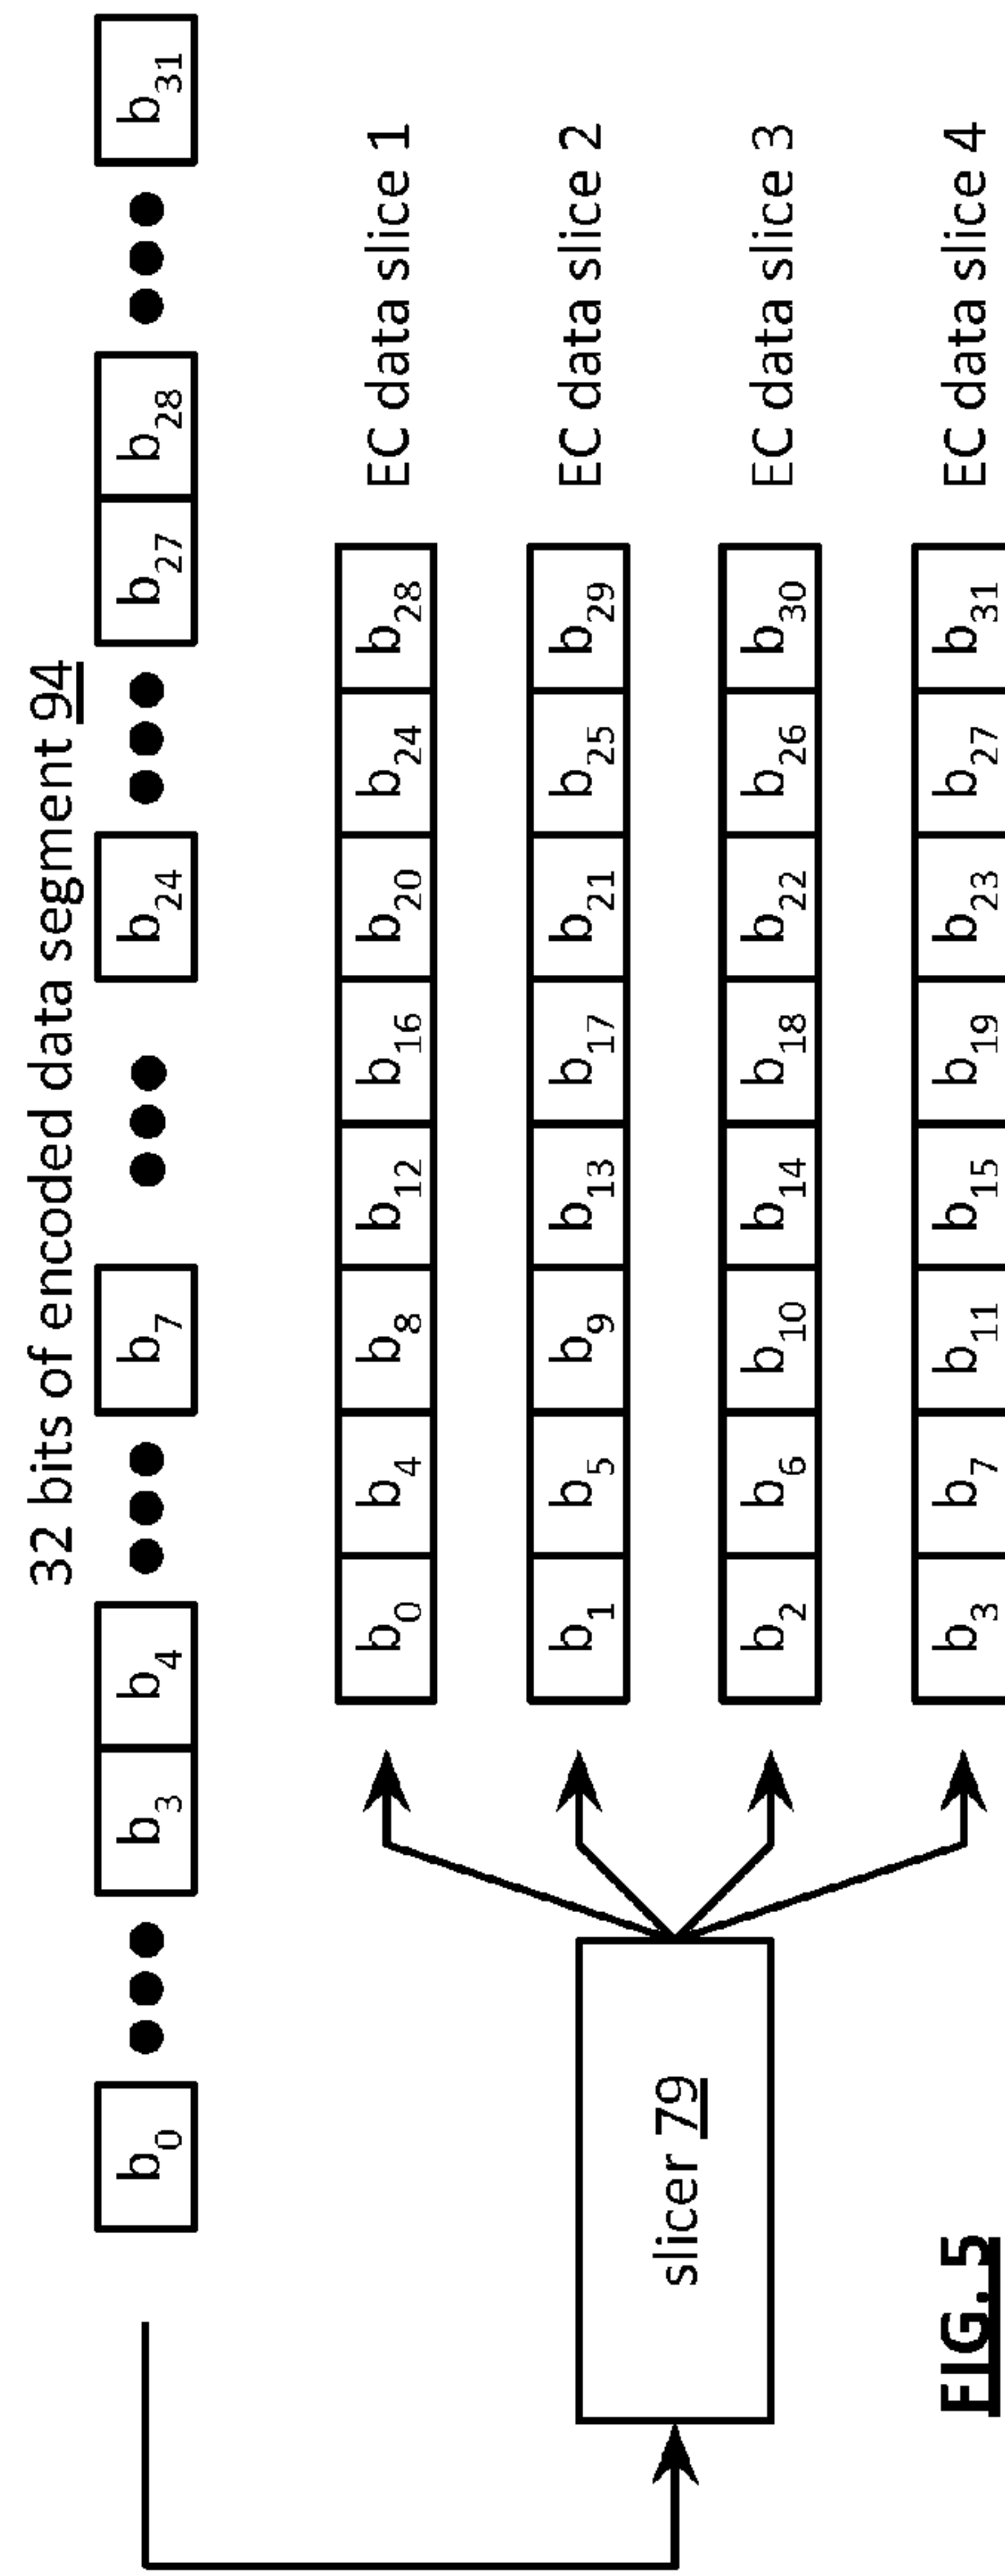 32 bits of encoded data segment 94
b0 ●●● b3 b4 ●●● b7 ●●● b24 ●●● b27 b28 ●●● b31
b0 b4 b8 b12 b16 b20 b24 b28 EC data slice 1
b1 b5 b9 b13 b17 b21 b25 b29 EC data slice 2
slicer 79
b2 b6 b10 b14 b18 b22 b26 b30 EC data slice 3
b3 b7 b11 b15 b19 b23 b27 b31 EC data slice 4
FIG. 5